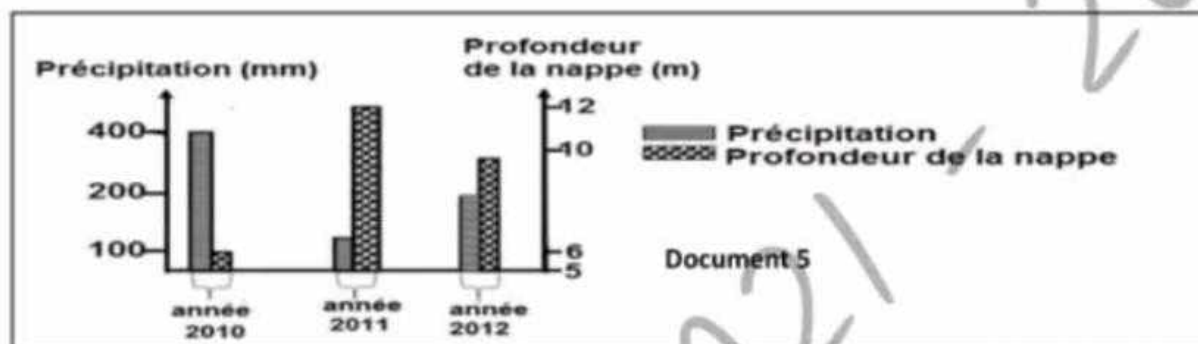 Précipitation (mm)
Profondeur
de la nappe (m)
400
200
100
12
10
6
5
Précipitation
Profondeur de la nappe
Document 5
année
2010
année
2011
année
2012